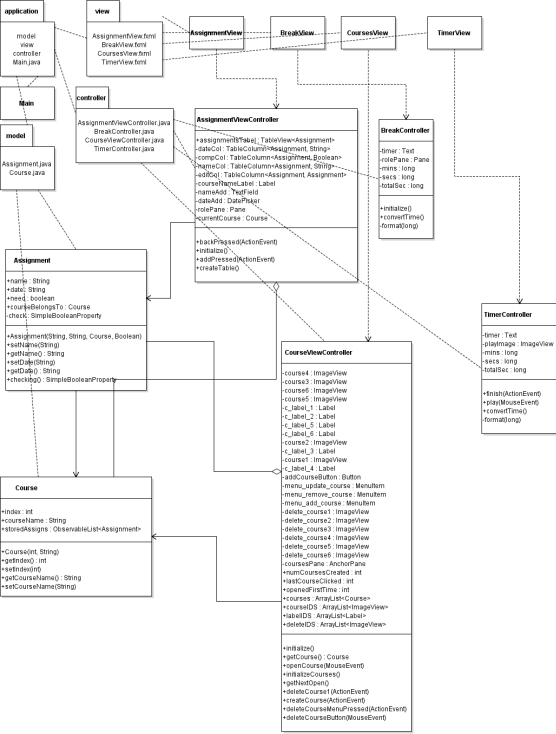 application
model
view
controller
Main.java
view
AssignmentView.fxml
BreakView.fxml
CoursesView.fxml
TimerView.fxml
AssignmentView
BreakView
CoursesView
TimerView
Main
controller
AssignmentViewController.java
BreakController.java
CourseViewController.java
TimerController.java
model
Assignment.java
Course.java
AssignmentViewController
+assignmentsTabel : TableView<Assignment>
-dateCol : TableColumn<Assignment, String>
-compCol : TableColumn<Assignment, Boolean>
-nameCol : TableColumn<Assignment, String>
-editCol : TableColumn<Assignment, Assignment>
-courseNameLabel : Label
-nameAdd : TextField
-dateAdd : DatePicker
-rolePane : Pane
-currentCourse : Course
+backPressed(ActionEvent)
+initialize()
+addPressed(ActionEvent)
+createTable()
BreakController
-timer : Text
-rolePane : Pane
-mins : long
-secs : long
-totalSec : long
+initialize()
+convertTime()
-format(long)
Assignment
+name : String
+date : String
+need : boolean
+courseBelongsTo : Course
-check : SimpleBooleanProperty
+Assignment(String, String, Course, Boolean)
+setName(String)
+getName() : String
+setDate(String)
+getDate() : String
+checking() : SimpleBooleanProperty
TimerController
-timer : Text
-playImage : ImageView
-mins : long
-secs : long
-totalSec : long
+finish(ActionEvent)
+play(MouseEvent)
+convertTime()
-format(long)
CourseViewController
-course4 : ImageView
-course3 : ImageView
-course6 : ImageView
-course5 : ImageView
-c_label_1 : Label
-c_label_2 : Label
-c_label_5 : Label
-c_label_6 : Label
-course2 : ImageView
-c_label_3 : Label
-course1 : ImageView
-c_label_4 : Label
-addCourseButton : Button
-menu_update_course : MenuItem
-menu_remove_course : MenuItem
-menu_add_course : MenuItem
-delete_course1 : ImageView
-delete_course2 : ImageView
-delete_course3 : ImageView
-delete_course4 : ImageView
-delete_course5 : ImageView
-delete_course6 : ImageView
-coursesPane : AnchorPane
+numCoursesCreated : int
+lastCourseClicked : int
+openedFirstTime : int
+courses : ArrayList<Course>
+courseIDS : ArrayList<ImageView>
+labelIDS : ArrayList<Label>
+deleteIDS : ArrayList<ImageView>
+initialize()
+getCourse() : Course
+openCourse(MouseEvent)
+initializeCourses()
+getNextOpen()
+deleteCourse1(ActionEvent)
+createCourse(ActionEvent)
+deleteCourseMenuPressed(ActionEvent)
+deleteCourseButton(MouseEvent)
Course
+index : int
+courseName : String
+storedAssigns : ObservableList<Assignment>
+Course(int, String)
+getIndex() : int
+setIndex(int)
+getCourseName() : String
+setCourseName(String)